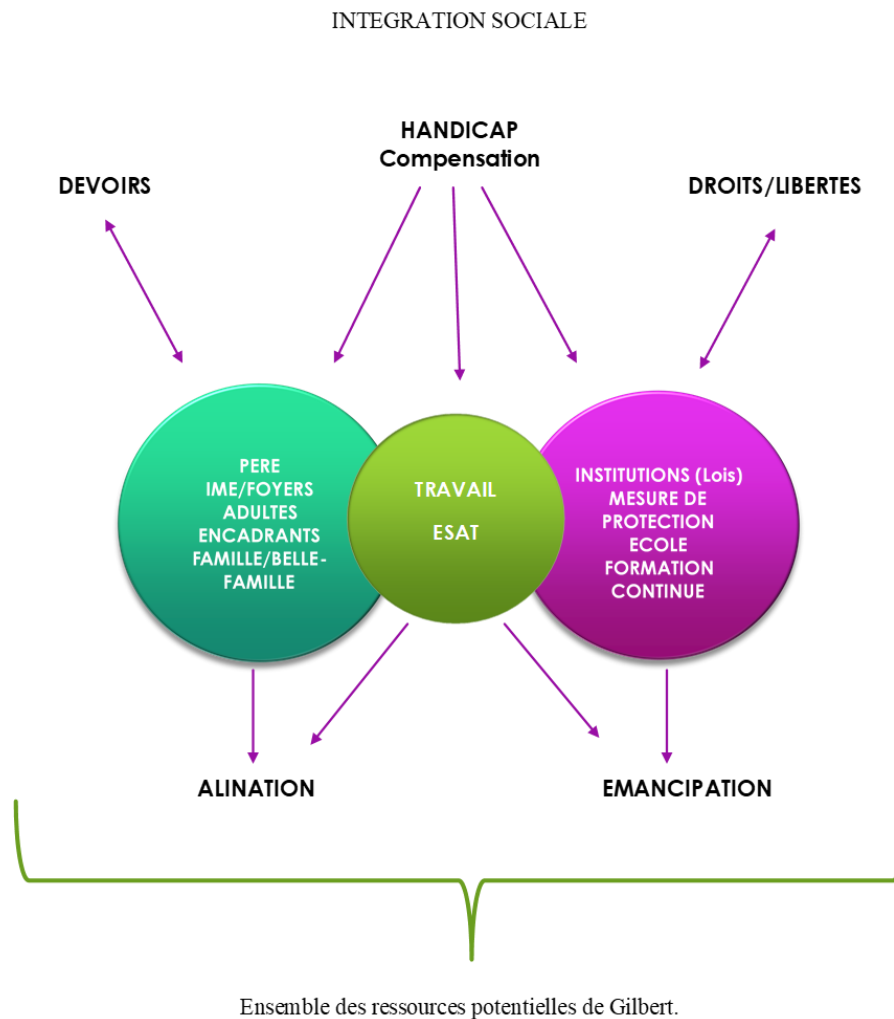 INTEGRATION SOCIALE
HANDICAP
Compensation
DEVOIRS
DROITS/LIBERTES
PERE
IME/FOYERS
ADULTES
ENCADRANTS
FAMILLE/BELLE-
FAMILLE
TRAVAIL
ESAT
INSTITUTIONS (Lois)
MESURE DE
PROTECTION
ECOLE
FORMATION
CONTINUE
ALINATION
EMANCIPATION
Ensemble des ressources potentielles de Gilbert.